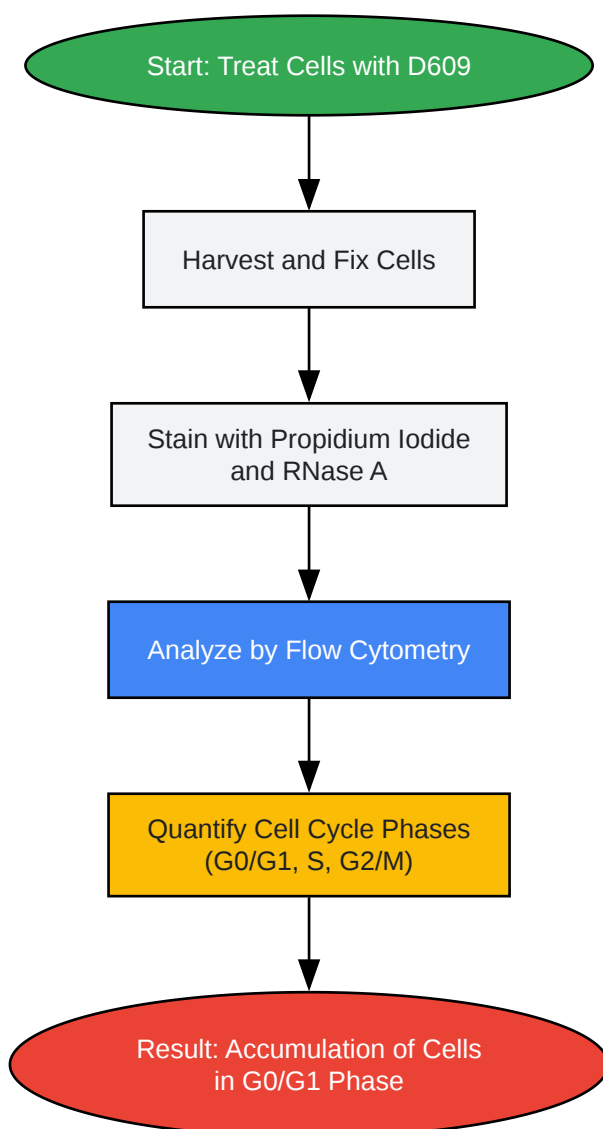 Start: Treat Cells with D609
Harvest and Fix Cells
Stain with Propidium Iodide
and RNase A
Analyze by Flow Cytometry
Quantify Cell Cycle Phases
(G0/G1, S, G2/M)
Result: Accumulation of Cells
in G0/G1 Phase